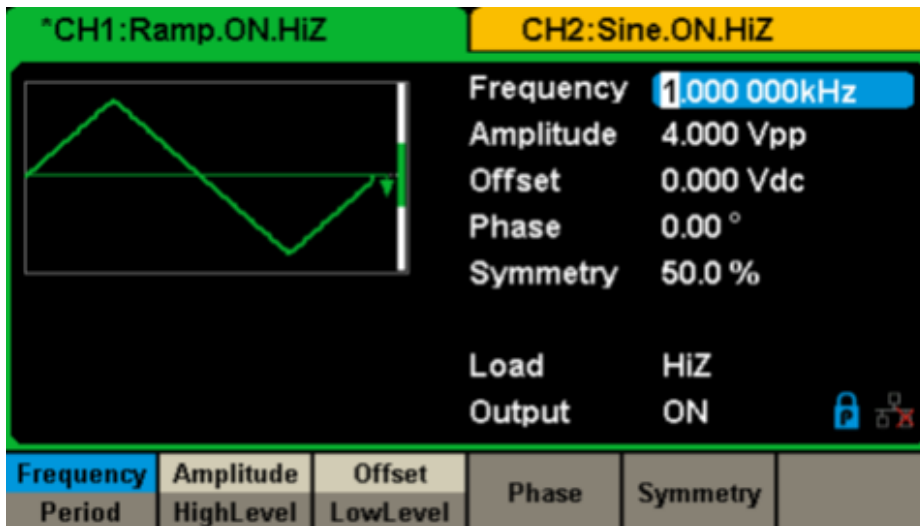 *CH1:Ramp.ON.HiZ CH2:Sine.ON.HiZ
Frequency 1.000 000kHz
Amplitude 4.000 Vpp
Offset 0.000 Vdc
Phase 0.00 °
Symmetry 50.0 %
Load HiZ
Output ON
P
Frequency Amplitude Offset Phase Symmetry
Period HighLevel LowLevel